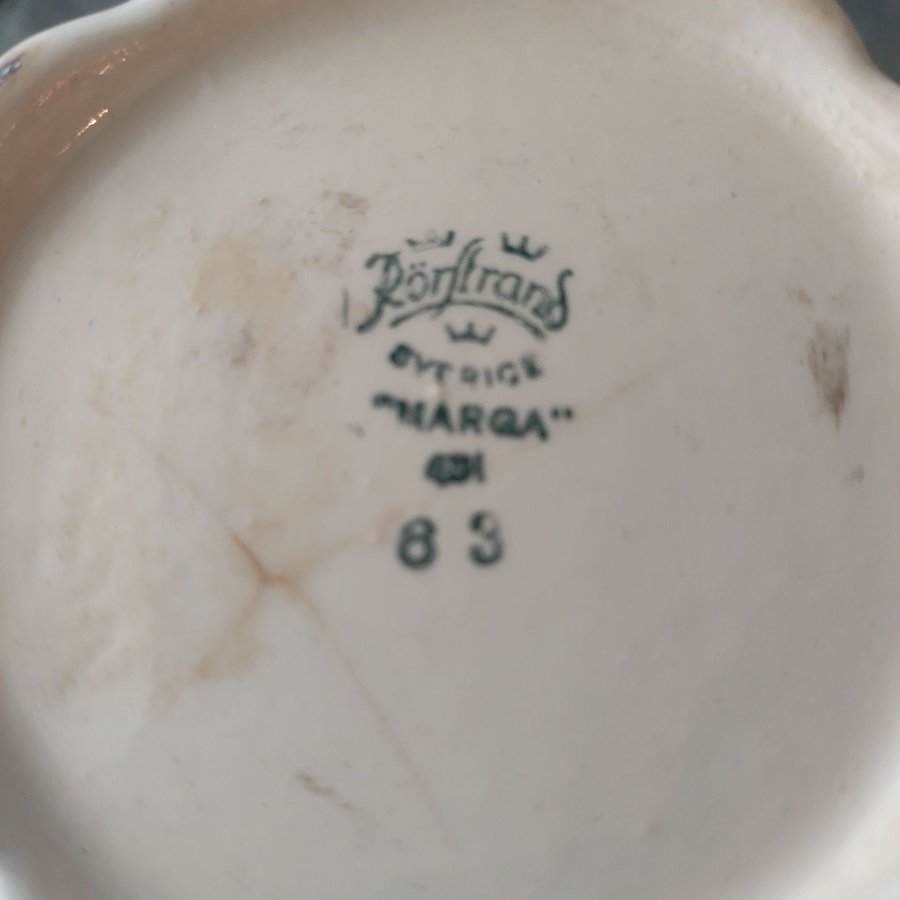 Rörstrand
SVERIGE
"MARGA"
83